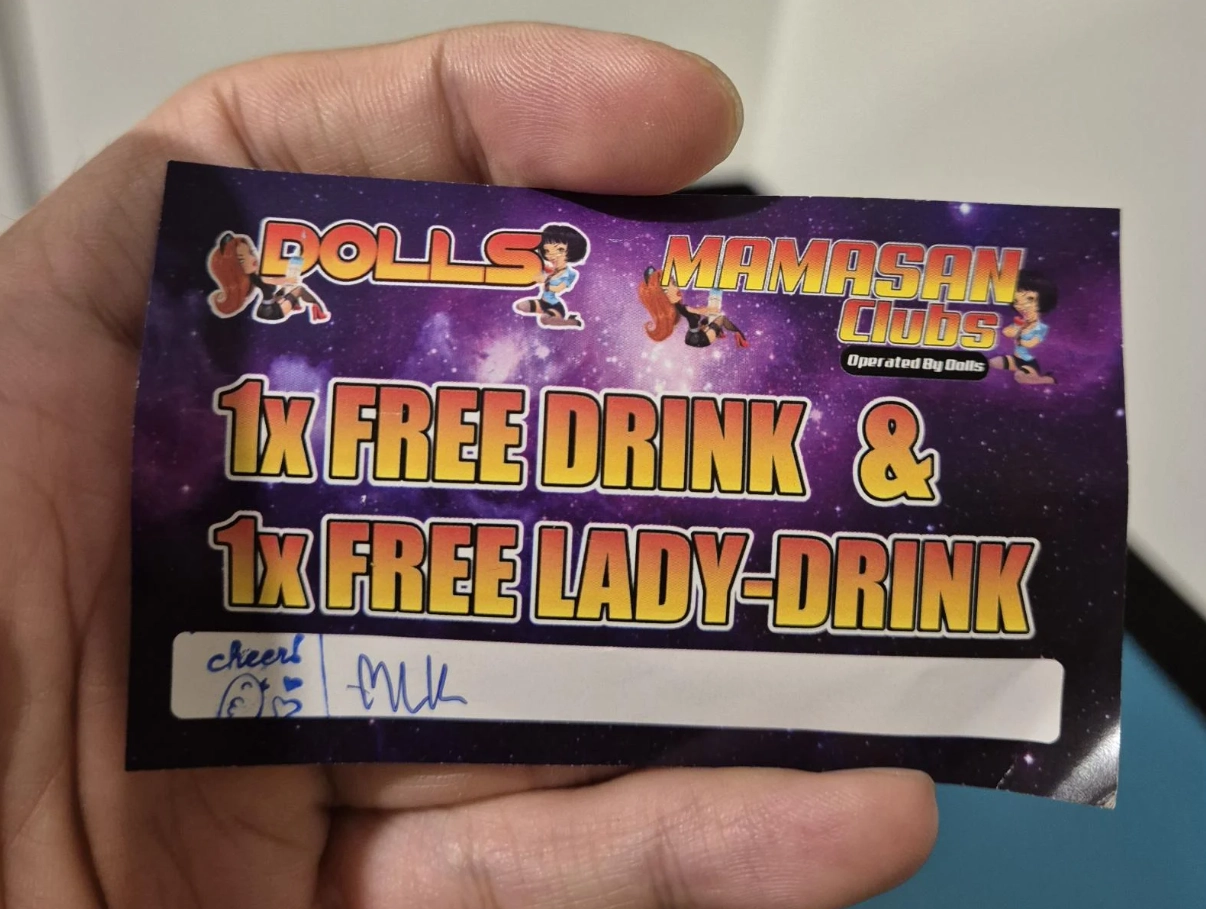 DOLLS
MAMASAN
Clubs
Operated By Dolls
1x FREE DRINK &
1x FREE LADY-DRINK
cheers